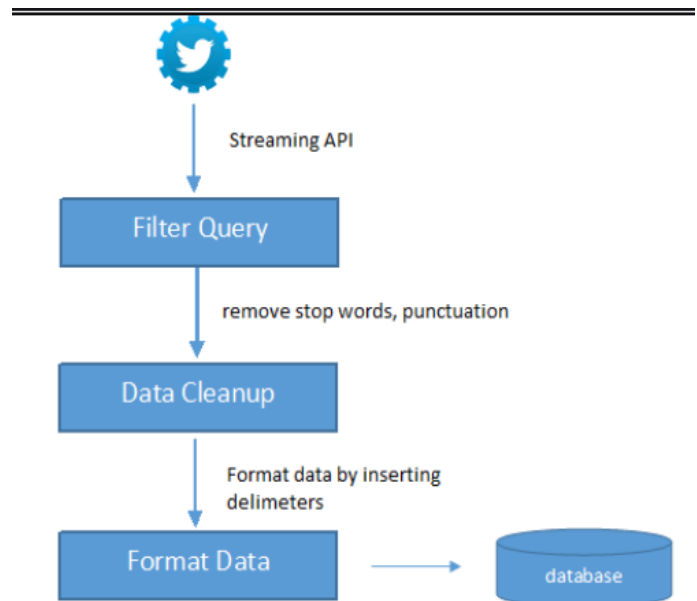 Streaming API
Filter Query
remove stop words, punctuation
Data Cleanup
Format data by inserting
delimeters
Format Data
database